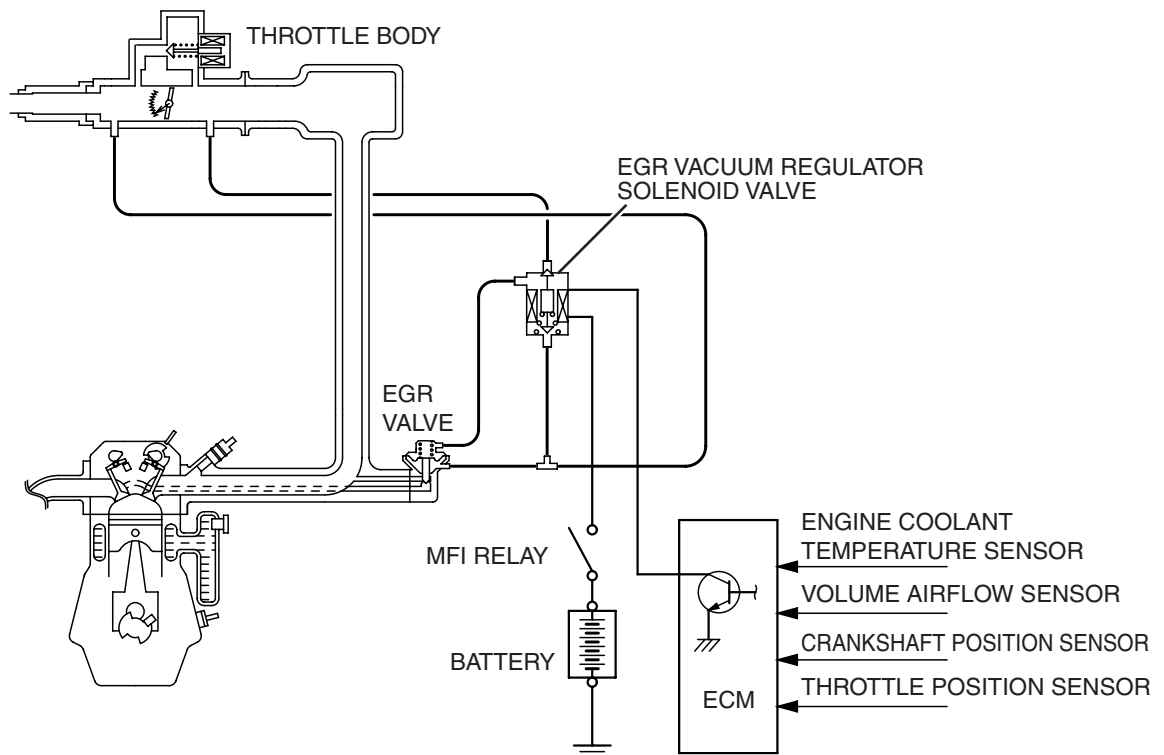 THROTTLE BODY
EGR VACUUM REGULATOR
SOLENOID VALVE
EGR
VALVE
MFI RELAY
BATTERY
ECM
ENGINE COOLANT
TEMPERATURE SENSOR
VOLUME AIRFLOW SENSOR
CRANKSHAFT POSITION SENSOR
THROTTLE POSITION SENSOR